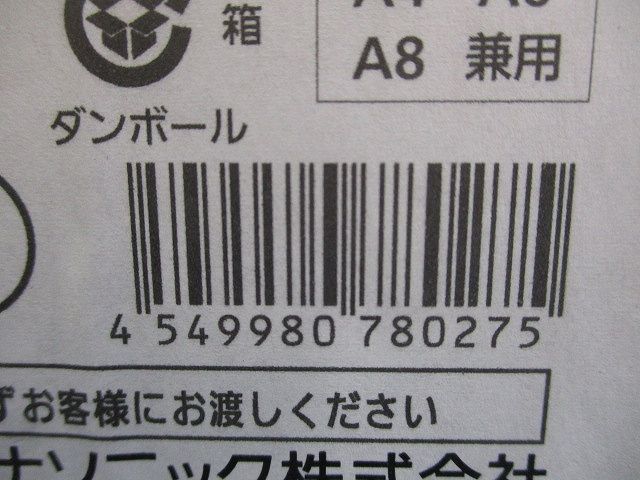 箱
A8 兼用
ダンボール
4 549980 780275
お客様にお渡しください
ナソニック株式会社